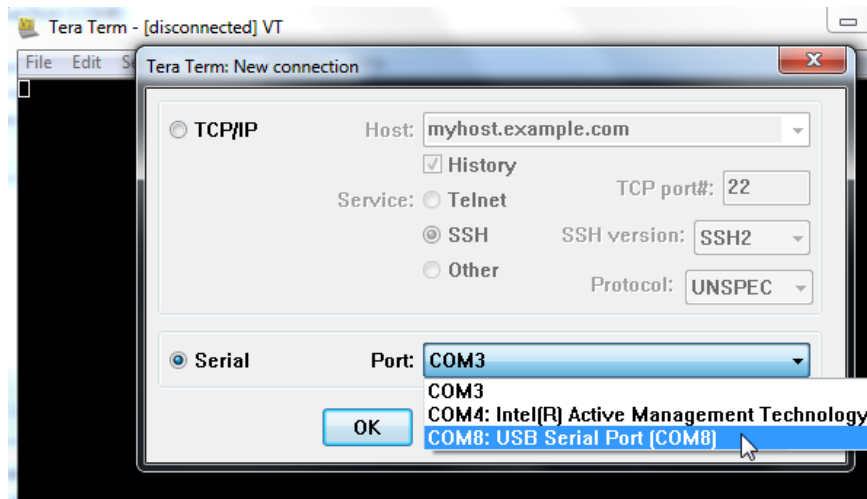 Tera Term - [disconnected] VT
File Edit
Tera Term: New connection
TCP/IP
Host: myhost.example.com
History
Service: Telnet
TCP port#: 22
SSH
SSH version: SSH2
Other
Protocol: UNSPEC
Serial
Port: COM3
COM3
COM4: Intel(R) Active Management Technology
OK
COM8: USB Serial Port (COM8)